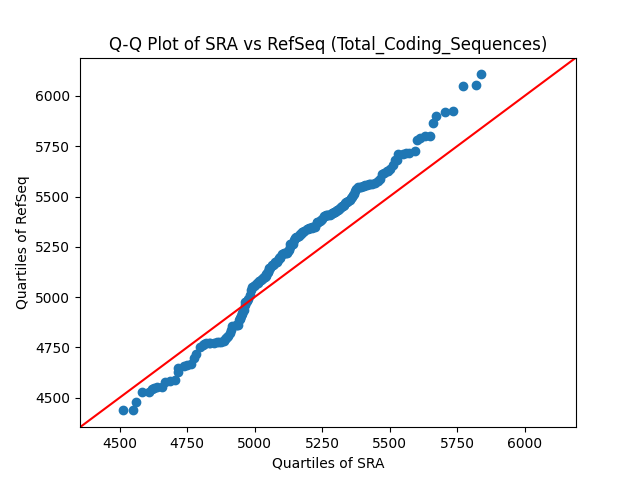 Q-Q Plot of SRA vs RefSeq (Total_Coding_Sequences)
Quartiles of RefSeq
6000
5750
5500
5250
5000
4750
4500
4500 4750 5000 5250 5500 5750 6000
Quartiles of SRA